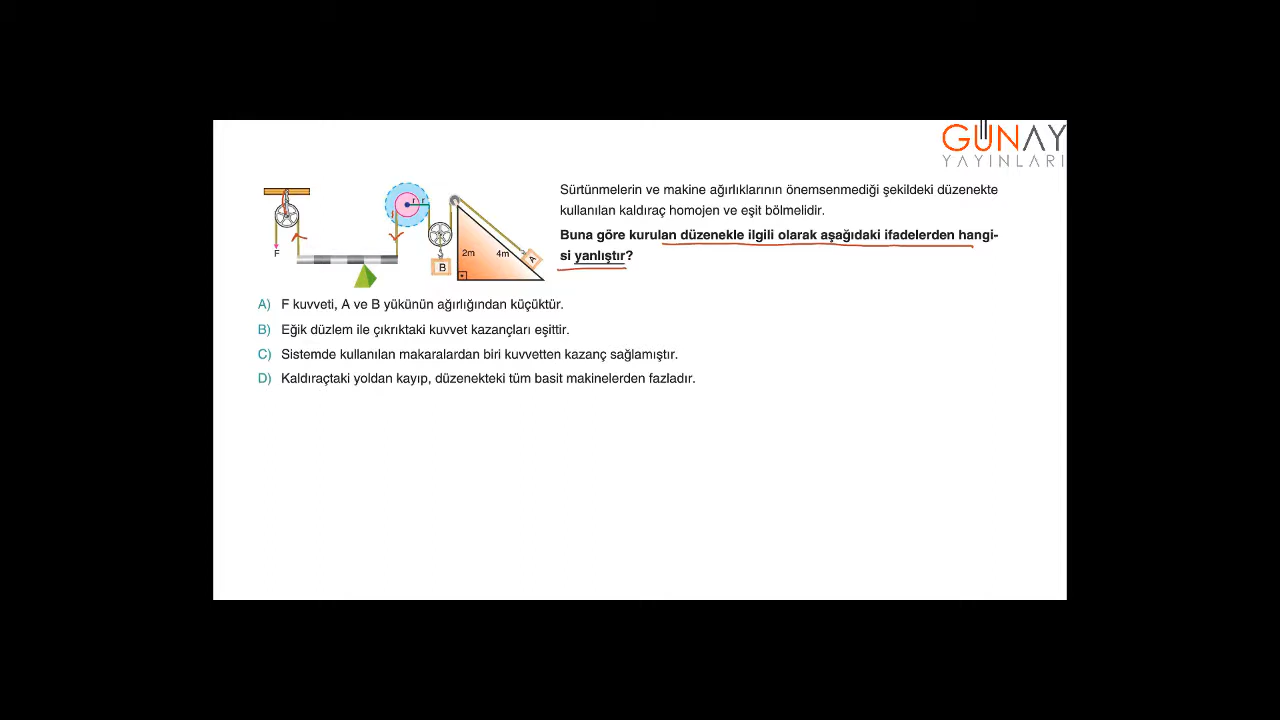 GÜNAY
YAYINLARI
Sürtünmelerin ve makine ağırlıklarının önemsenmediği şekildeki düzenekte
kullanılan kaldıraç homojen ve eşit bölmelidir.
Buna göre kurulan düzenekle ilgili olarak aşağıdaki ifadelerden hangi-
si yanlıştır?
F
r r
B
2m
4m
A
A) F kuvveti, A ve B yükünün ağırlığından küçüktür.
B) Eğik düzlem ile çıkrıktaki kuvvet kazançları eşittir.
C) Sistemde kullanılan makaralardan biri kuvvetten kazanç sağlamıştır.
D) Kaldıraçtaki yoldan kayıp, düzenekteki tüm basit makinelerden fazladır.